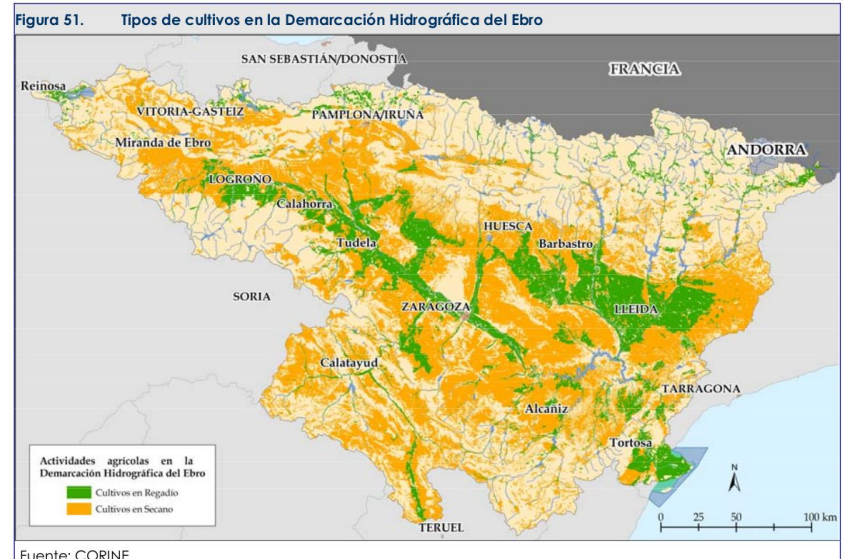 Figura 51. Tipos de cultivos en la Demarcación Hidrográfica del Ebro
SAN SEBASTIÁN/DONOSTIA
FRANCIA
Reinosa
VITORIA-GASTEIZ
PAMPLONA/IRUÑA
Miranda de Ebro
ANDORRA
LOGROÑO
Calahorra
HUESCA
Tudela
Barbastro
SORIA
ZARAGOZA
LLEIDA
Calatayud
TARRAGONA
Alcañiz
Tortosa
Actividades agrícolas en la
Demarcación Hidrográfica del Ebro
Cultivos en Regadío
Cultivos en Secano
N
0 25 50 100 km
TERUEL
Fuente: CORINE